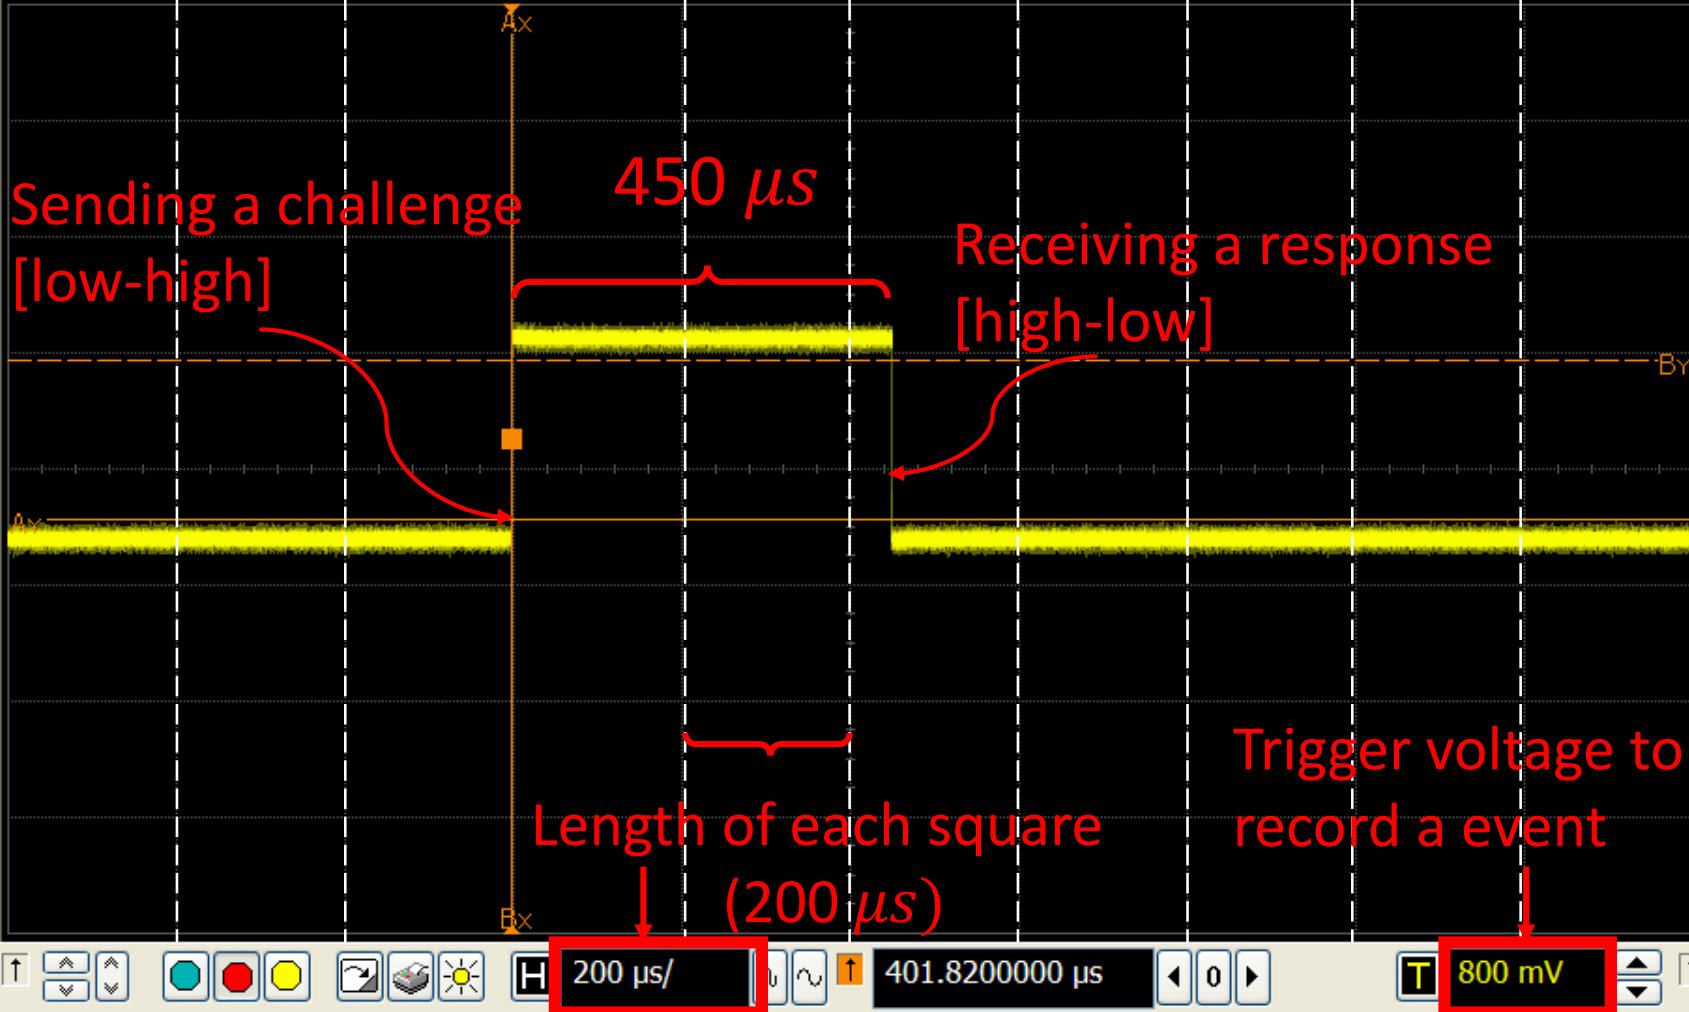 Ax
450 μs
Sending a challenge
[low-high]
Receiving a response
[high-low]
By
Ay
Trigger voltage to
record a event
Length of each square
(200 μs)
Bx
H
200 μs/
401.8200000 μs
0
T
800 mV